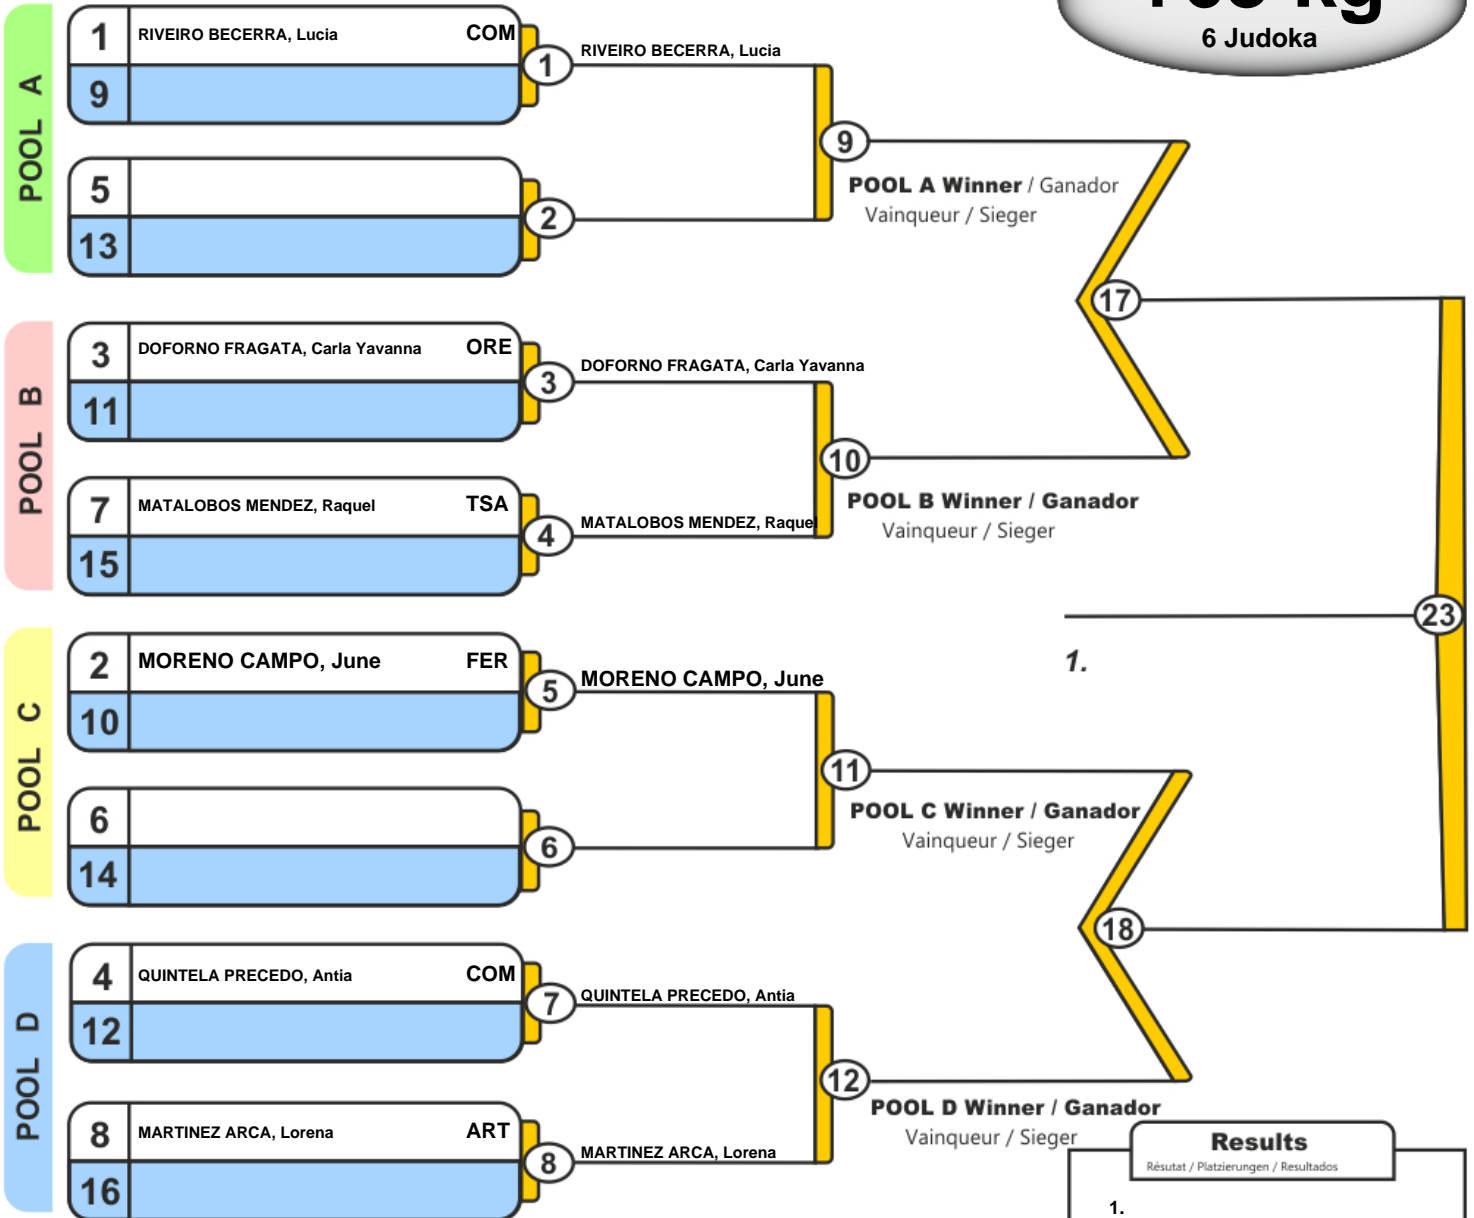 6 Judoka
POOL A
1 RIVEIRO BECERRA, Lucia COM
9
1
RIVEIRO BECERRA, Lucia
5
13
2
9
POOL A Winner / Ganador
Vainqueur / Sieger
17
POOL B
3 DOFORNO FRAGATA, Carla Yavanna ORE
11
3
DOFORNO FRAGATA, Carla Yavanna
7 MATALOBOS MENDEZ, Raquel TSA
15
4
MATALOBOS MENDEZ, Raquel
10
POOL B Winner / Ganador
Vainqueur / Sieger
23
1.
POOL C
2 MORENO CAMPO, June FER
10
5
MORENO CAMPO, June
6
14
6
11
POOL C Winner / Ganador
Vainqueur / Sieger
18
POOL D
4 QUINTELA PRECEDO, Antia COM
12
7
QUINTELA PRECEDO, Antia
8 MARTINEZ ARCA, Lorena ART
16
8
MARTINEZ ARCA, Lorena
12
POOL D Winner / Ganador
Vainqueur / Sieger
Results
Résutat / Platzierungen / Resultados
1.